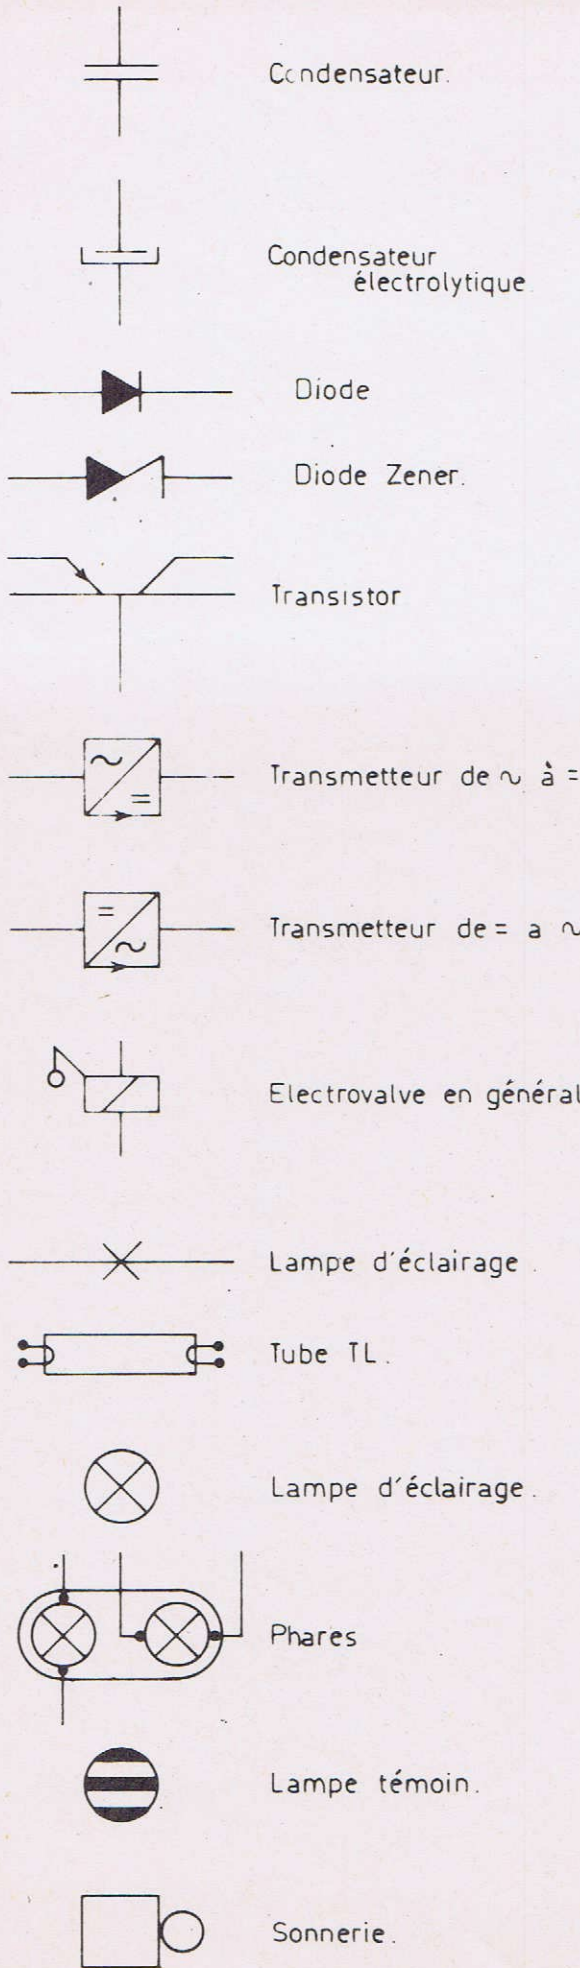 Condensateur.
Condensateur
électrolytique
Diode
Diode Zener.
Transistor
~
=
Transmetteur de ~ à =
=
~
Transmetteur de = a ~
Electrovalve en général
Lampe d'éclairage.
Tube TL.
Lampe d'éclairage.
Phares
Lampe témoin.
Sonnerie.